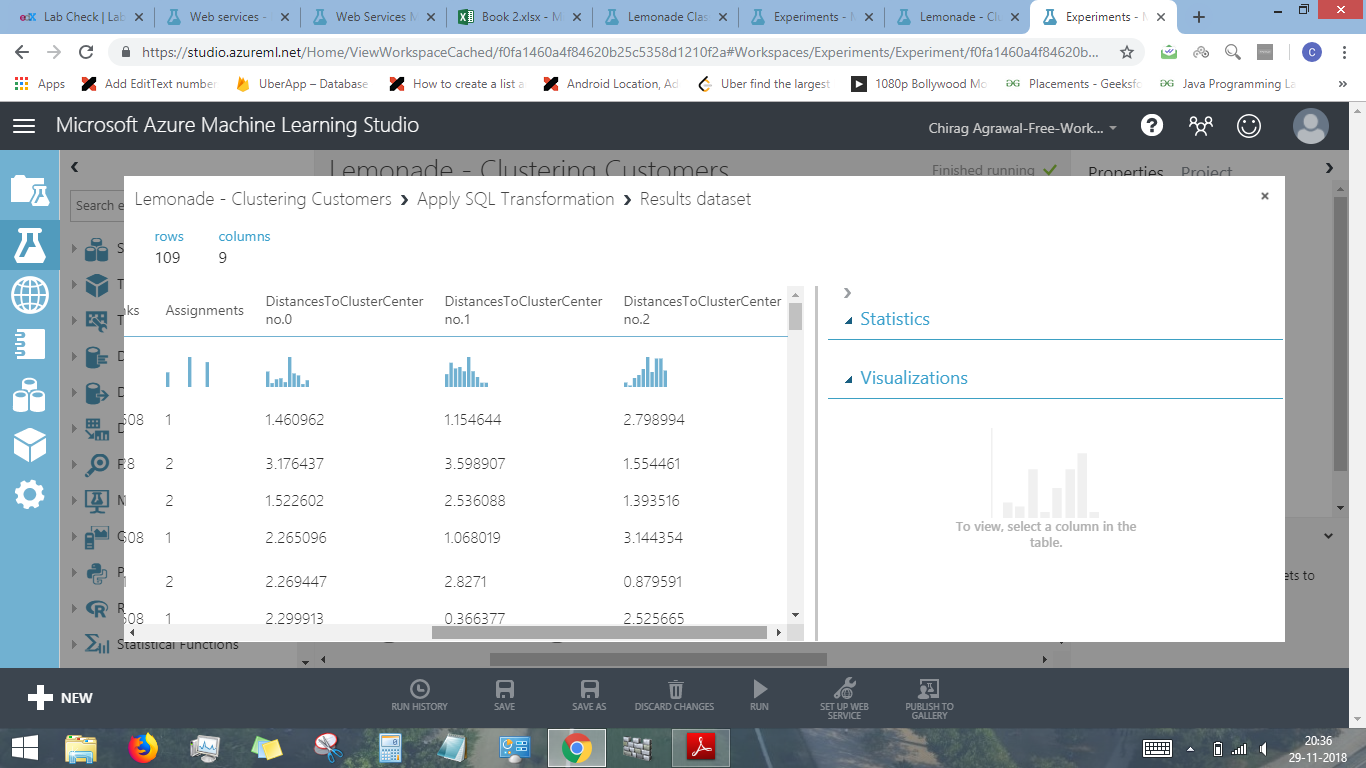 Lab Check | Lab
Web services -
Web Services M
Book 2.xlsx - M
Lemonade Clas
Experiments - M
Lemonade - Clu
Experiments - M
https://studio.azureml.net/Home/ViewWorkspaceCached/f0fa1460a4f84620b25c5358d1210f2a#Workspaces/Experiments/Experiment/f0fa1460a4f84620b...
C
Apps
Add EditText number
UberApp – Database
How to create a list a
Android Location, Ad
Uber find the largest
1080p Bollywood Mo
Placements - Geeksfo
Java Programming La
Microsoft Azure Machine Learning Studio
Chirag Agrawal-Free-Work...
Lemonade - Clustering Customers
Finished running
Properties Project
Search e
Lemonade - Clustering Customers > Apply SQL Transformation > Results dataset
rows columns
109 9
nks Assignments DistancesToClusterCenter no.0 DistancesToClusterCenter no.1 DistancesToClusterCenter no.2
508 1 1.460962 1.154644 2.798994
28 2 3.176437 3.598907 1.554461
1 2 1.522602 2.536088 1.393516
508 1 2.265096 1.068019 3.144354
1 2 2.269447 2.8271 0.879591
508 1 2.299913 0.366377 2.525665
Statistics
Visualizations
To view, select a column in the
table.
ets to
Statistical Functions
NEW
RUN HISTORY
SAVE
SAVE AS
DISCARD CHANGES
RUN
SET UP WEB
SERVICE
PUBLISH TO
GALLERY
20:36
29-11-2018